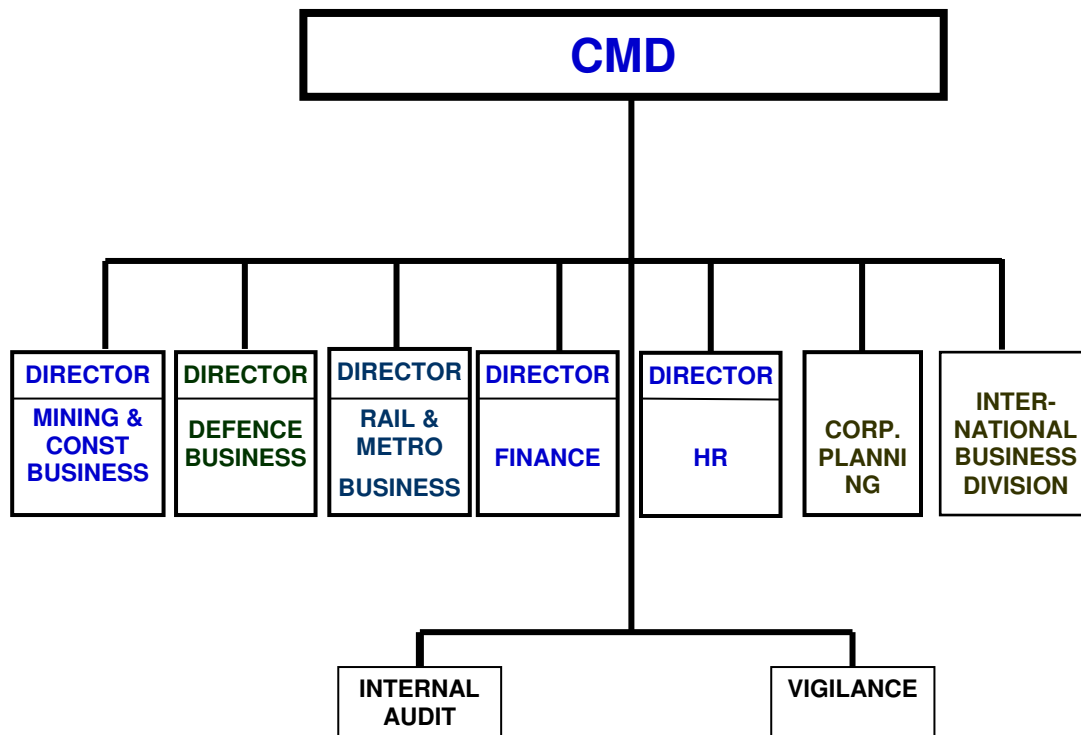 CMD
DIRECTOR
MINING &
CONST
BUSINESS
DIRECTOR
DEFENCE
BUSINESS
DIRECTOR
RAIL &
METRO
BUSINESS
DIRECTOR
FINANCE
DIRECTOR
HR
CORP.
PLANNI
NG
INTER-
NATIONAL
BUSINESS
DIVISION
INTERNAL
AUDIT
VIGILANCE